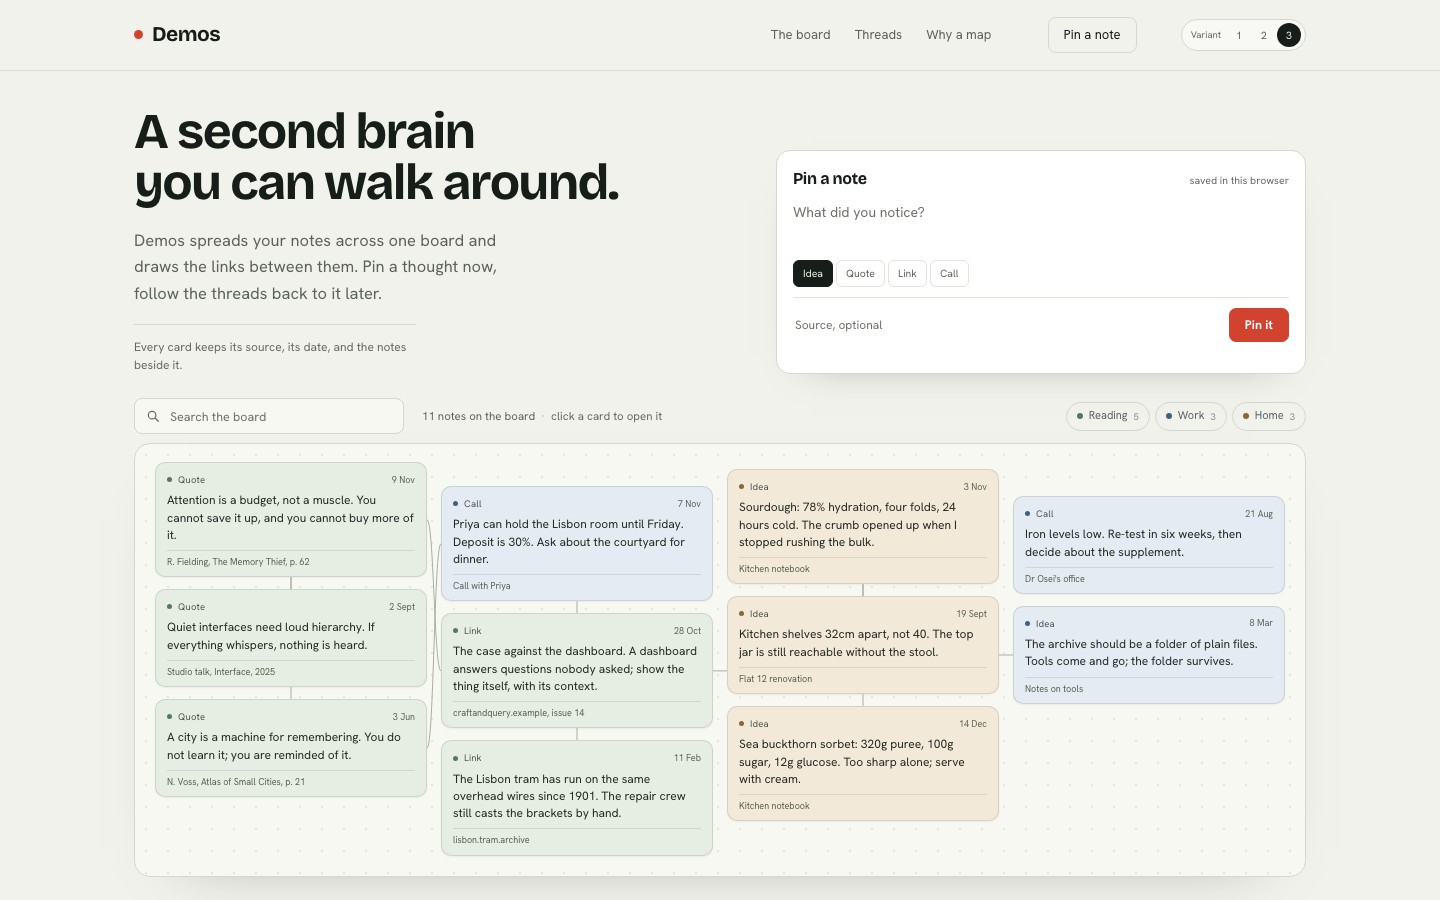 Demos
The board
Threads
Why a map
Pin a note
Variant 1 2 3
A second brain
you can walk around.
Demos spreads your notes across one board and
draws the links between them. Pin a thought now,
follow the threads back to it later.
Every card keeps its source, its date, and the notes
beside it.
Pin a note
saved in this browser
What did you notice?
Idea
Quote
Link
Call
Source, optional
Pin it
Search the board
11 notes on the board · click a card to open it
Reading 5
Work 3
Home 3
Quote 9 Nov
Attention is a budget, not a muscle. You
cannot save it up, and you cannot buy more of
it.
R. Fielding, The Memory Thief, p. 62
Quote 2 Sept
Quiet interfaces need loud hierarchy. If
everything whispers, nothing is heard.
Studio talk, Interface, 2025
Quote 3 Jun
A city is a machine for remembering. You do
not learn it; you are reminded of it.
N. Voss, Atlas of Small Cities, p. 21
Call 7 Nov
Priya can hold the Lisbon room until Friday.
Deposit is 30%. Ask about the courtyard for
dinner.
Call with Priya
Link 28 Oct
The case against the dashboard. A dashboard
answers questions nobody asked; show the
thing itself, with its context.
craftandquery.example, issue 14
Link 11 Feb
The Lisbon tram has run on the same
overhead wires since 1901. The repair crew
still casts the brackets by hand.
lisbon.tram.archive
Idea 3 Nov
Sourdough: 78% hydration, four folds, 24
hours cold. The crumb opened up when I
stopped rushing the bulk.
Kitchen notebook
Idea 19 Sept
Kitchen shelves 32cm apart, not 40. The top
jar is still reachable without the stool.
Flat 12 renovation
Idea 14 Dec
Sea buckthorn sorbet: 320g puree, 100g
sugar, 12g glucose. Too sharp alone; serve
with cream.
Kitchen notebook
Call 21 Aug
Iron levels low. Re-test in six weeks, then
decide about the supplement.
Dr Osei's office
Idea 8 Mar
The archive should be a folder of plain files.
Tools come and go; the folder survives.
Notes on tools